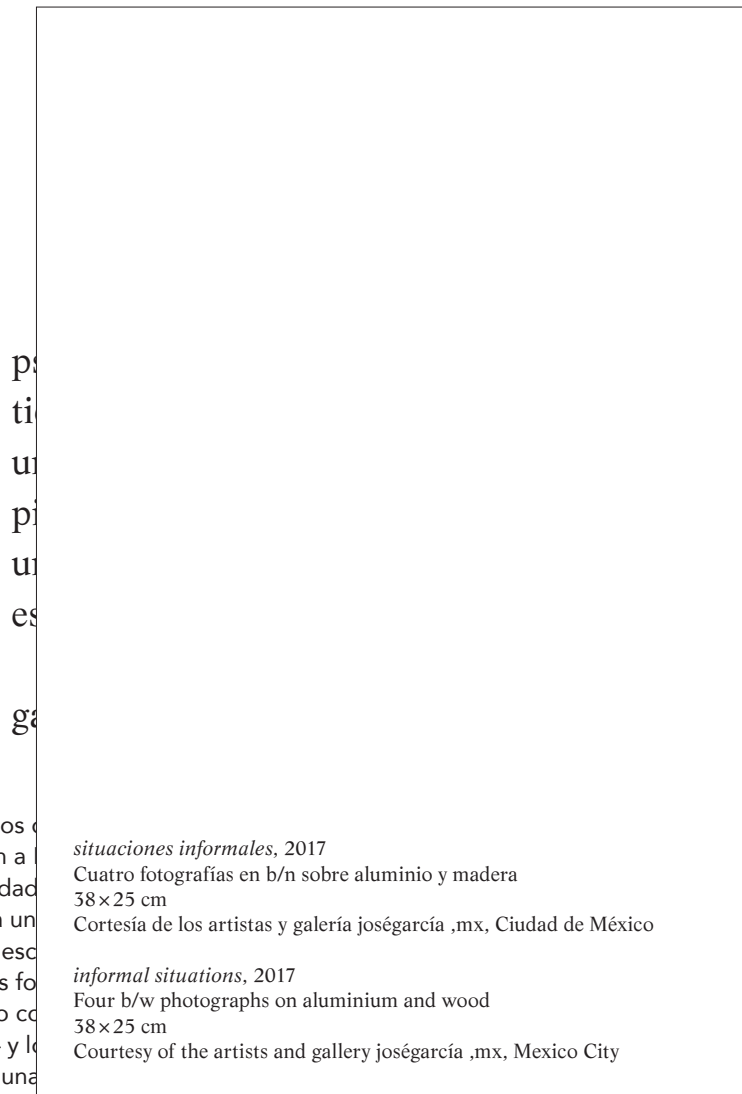 situaciones informales, 2017
Cuatro fotografías en b/n sobre aluminio y madera
38×25 cm
Cortesía de los artistas y galería joségarcía ,mx, Ciudad de México
informal situations, 2017
Four b/w photographs on aluminium and wood
38×25 cm
Courtesy of the artists and gallery joségarcía ,mx, Mexico City